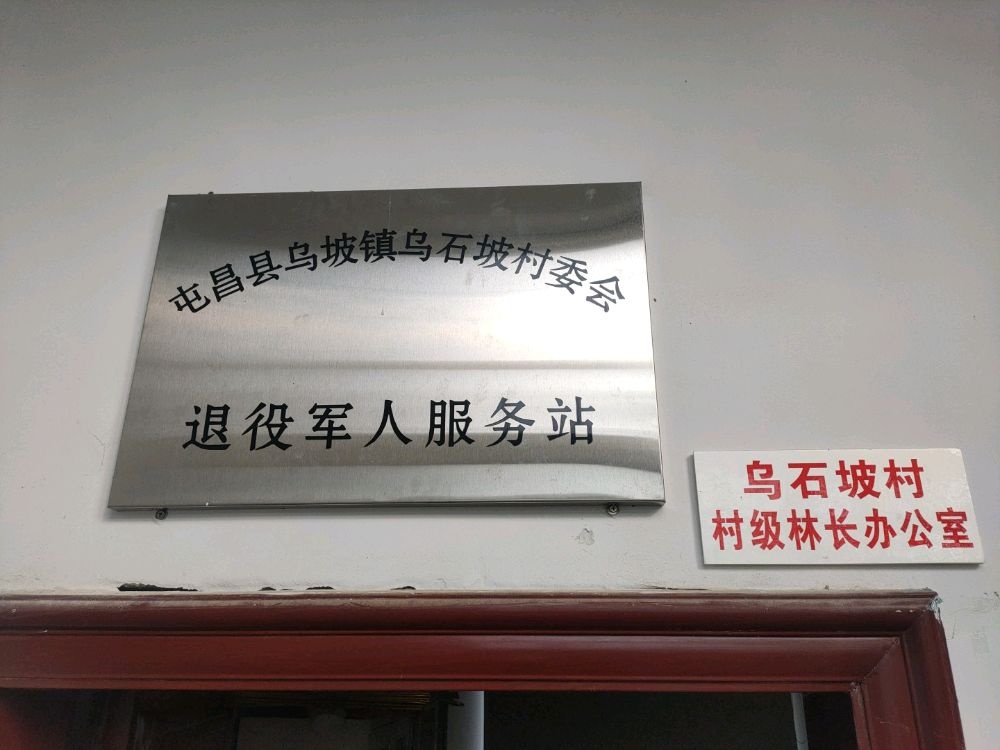 屯昌县乌坡镇乌石坡村委会
退役军人服务站
乌石坡村
村级林长办公室